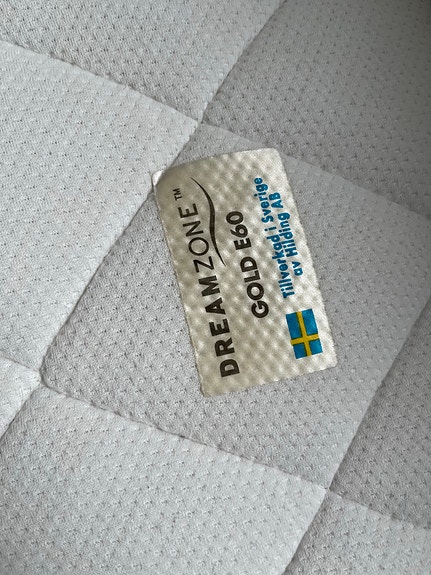 DREAMZONE™
GOLD E60
Tillverkad i Sverige
av Hilding AB